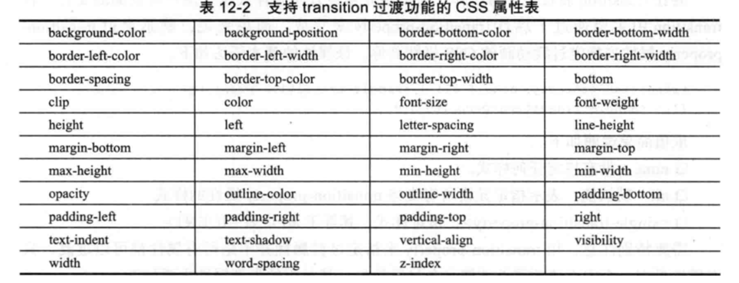 表 12-2 支持 transition 过渡功能的 CSS 属性表
background-color background-position border-bottom-color border-bottom-width
border-left-color border-left-width border-right-color border-right-width
border-spacing border-top-color border-top-width bottom
clip color font-size font-weight
height left letter-spacing line-height
margin-bottom margin-left margin-right margin-top
max-height max-width min-height min-width
opacity outline-color outline-width padding-bottom
padding-left padding-right padding-top right
text-indent text-shadow vertical-align visibility
width word-spacing z-index